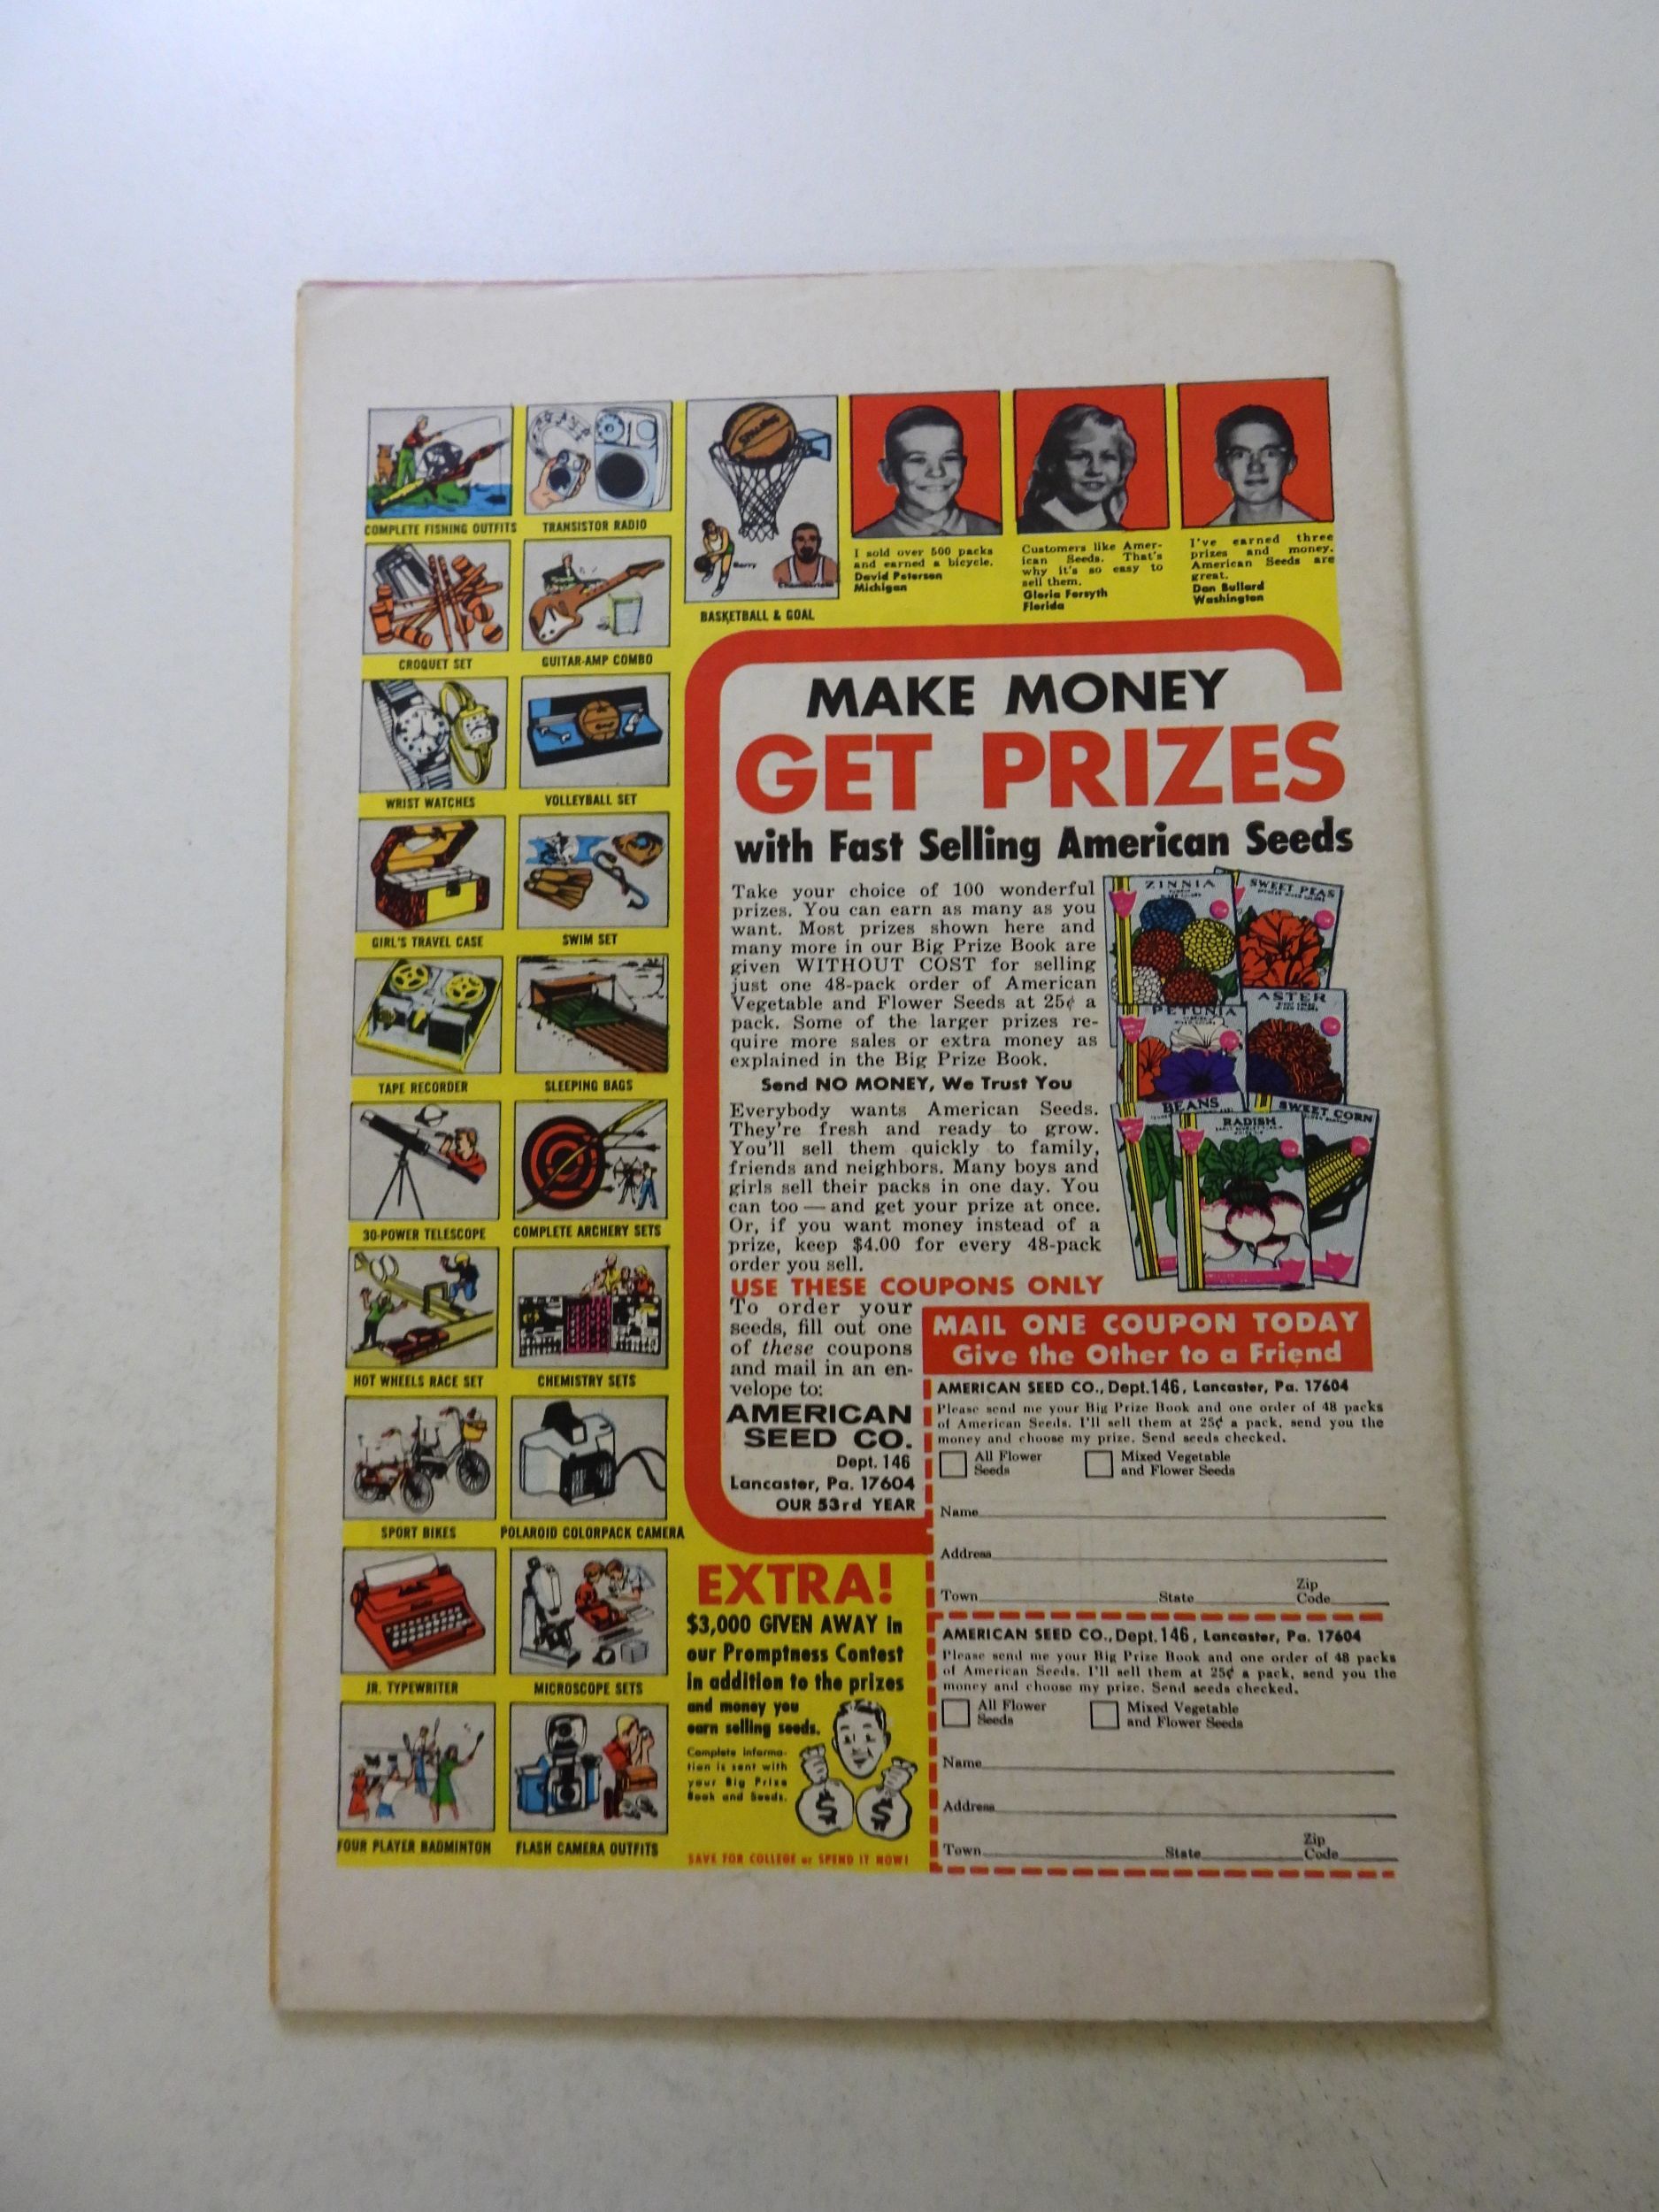 COMPLETE FISHING OUTFITS
TRANSISTOR RADIO
CROQUET SET
GUITAR-AMP COMBO
WRIST WATCHES
VOLLEYBALL SET
GIRL'S TRAVEL CASE
SWIM SET
TAPE RECORDER
SLEEPING BAGS
30-POWER TELESCOPE
COMPLETE ARCHERY SETS
HOT WHEELS RACE SET
CHEMISTRY SETS
SPORT BIKES
POLAROID COLORPACK CAMERA
JR. TYPEWRITER
MICROSCOPE SETS
FOUR PLAYER BADMINTON
FLASH CAMERA OUTFITS
Spalding
Barry
Chamberlain
BASKETBALL & GOAL
I sold over 500 packs
and earned a bicycle.
David Peterson
Michigan
Customers like Amer-
ican Seeds. That's
why it's so easy to
sell them.
Gloria Forsyth
Florida
I've earned three
prizes and money.
American Seeds are
great.
Dan Bullard
Washington
MAKE MONEY
GET PRIZES
with Fast Selling American Seeds
Take your choice of 100 wonderful
prizes. You can earn as many as you
want. Most prizes shown here and
many more in our Big Prize Book are
given WITHOUT COST for selling
just one 48-pack order of American
Vegetable and Flower Seeds at 25¢ a
pack. Some of the larger prizes re-
quire more sales or extra money as
explained in the Big Prize Book.
Send NO MONEY, We Trust You
Everybody wants American Seeds.
They're fresh and ready to grow.
You'll sell them quickly to family,
friends and neighbors. Many boys and
girls sell their packs in one day. You
can too — and get your prize at once.
Or, if you want money instead of a
prize, keep $4.00 for every 48-pack
order you sell.
ZINNIA
SWEET PEAS
PETUNIA
ASTER
BEANS
SWEET CORN
RADISH
USE THESE COUPONS ONLY
To order your
seeds, fill out one
of these coupons
and mail in an en-
velope to:
AMERICAN
SEED CO.
Dept. 146
Lancaster, Pa. 17604
OUR 53rd YEAR
MAIL ONE COUPON TODAY
Give the Other to a Friend
AMERICAN SEED CO., Dept. 146, Lancaster, Pa. 17604
Please send me your Big Prize Book and one order of 48 packs
of American Seeds. I'll sell them at 25¢ a pack, send you the
money and choose my prize. Send seeds checked.
All Flower
Seeds
Mixed Vegetable
and Flower Seeds
Name
Address
Town State Zip Code
AMERICAN SEED CO., Dept. 146, Lancaster, Pa. 17604
Please send me your Big Prize Book and one order of 48 packs
of American Seeds. I'll sell them at 25¢ a pack, send you the
money and choose my prize. Send seeds checked.
All Flower
Seeds
Mixed Vegetable
and Flower Seeds
Name
Address
Town State Zip Code
EXTRA!
$3,000 GIVEN AWAY in
our Promptness Contest
in addition to the prizes
and money you
earn selling seeds.
Complete informa-
tion is sent with
your Big Prize
Book and Seeds.
$ $
SAVE FOR COLLEGE or SPEND IT NOW!